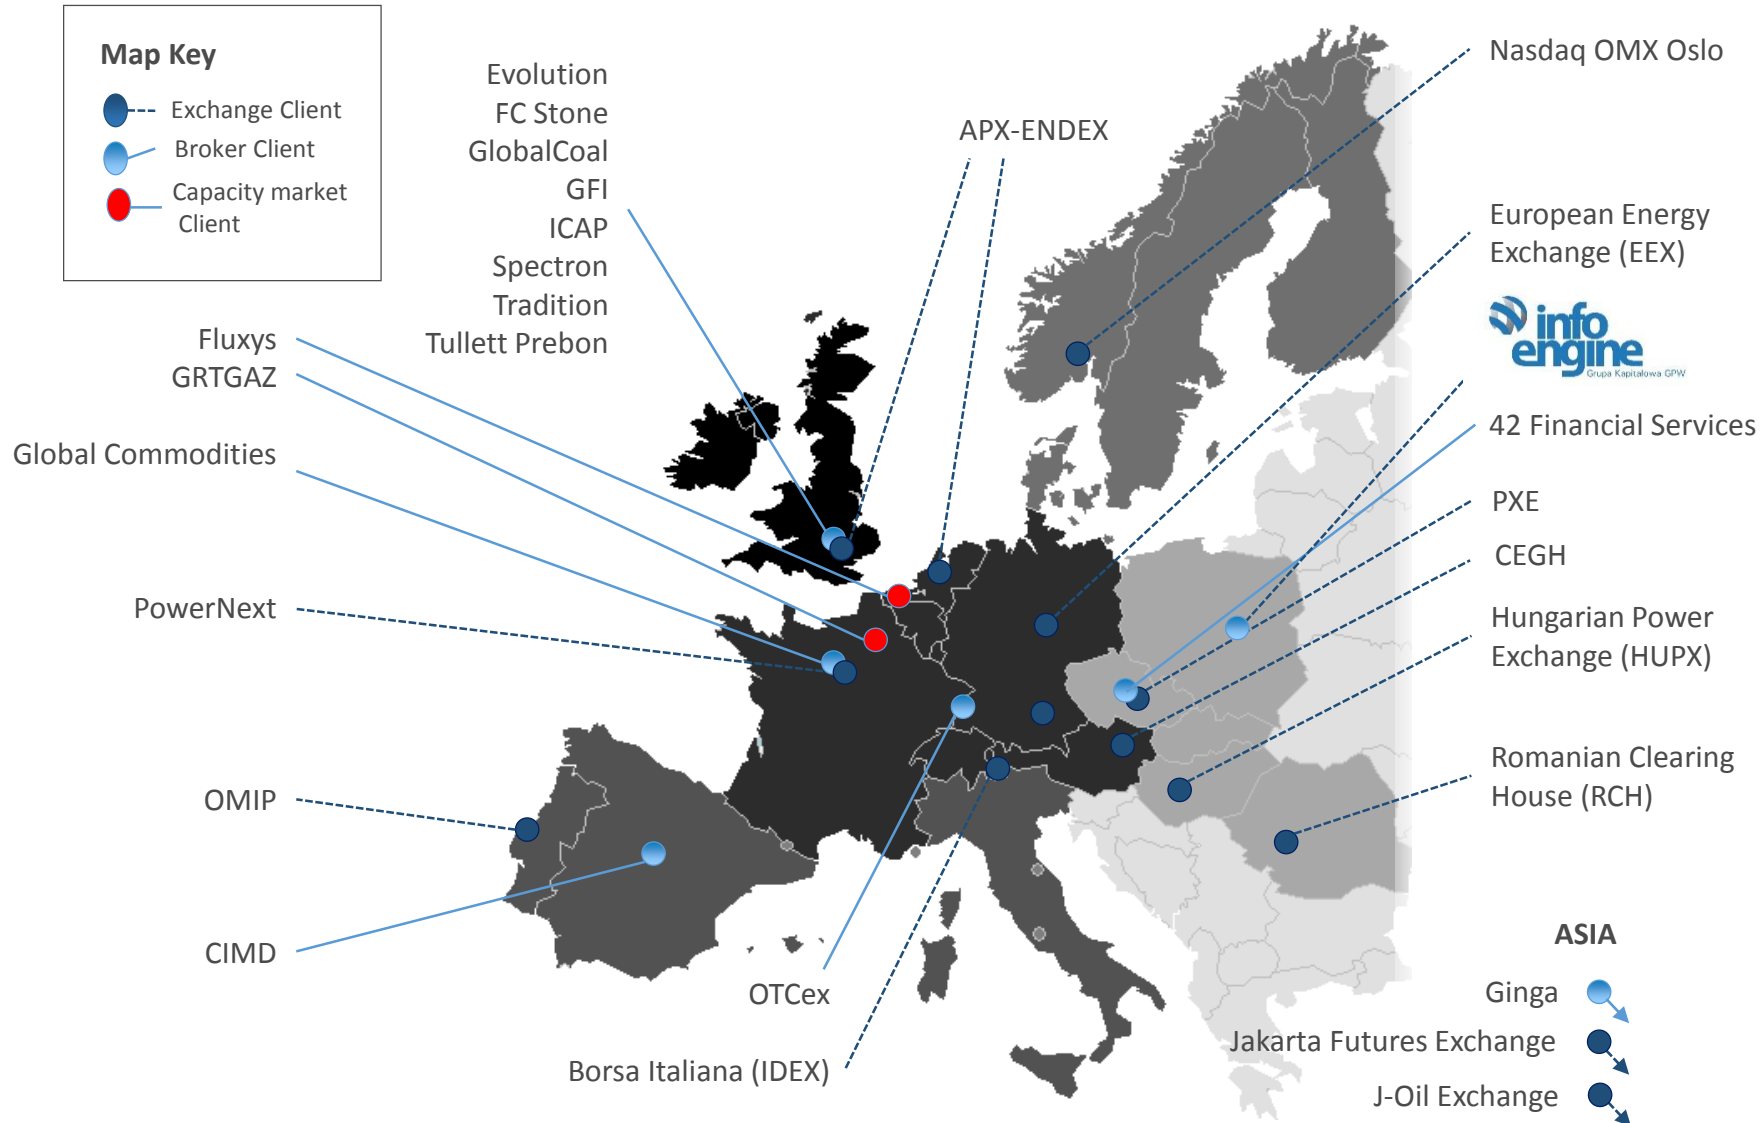 Map Key
Exchange Client
Broker Client
Capacity market
Client
Evolution
FC Stone
GlobalCoal
GFI
ICAP
Spectron
Tradition
Tullett Prebon
APX-ENDEX
Nasdaq OMX Oslo
European Energy
Exchange (EEX)
info
engine
Grupa Kapitałowa GPW
42 Financial Services
PXE
CEGH
Hungarian Power
Exchange (HUPX)
Romanian Clearing
House (RCH)
Fluxys
GRTGAZ
Global Commodities
PowerNext
OMIP
CIMD
OTCex
Borsa Italiana (IDEX)
ASIA
Ginga
Jakarta Futures Exchange
J-Oil Exchange